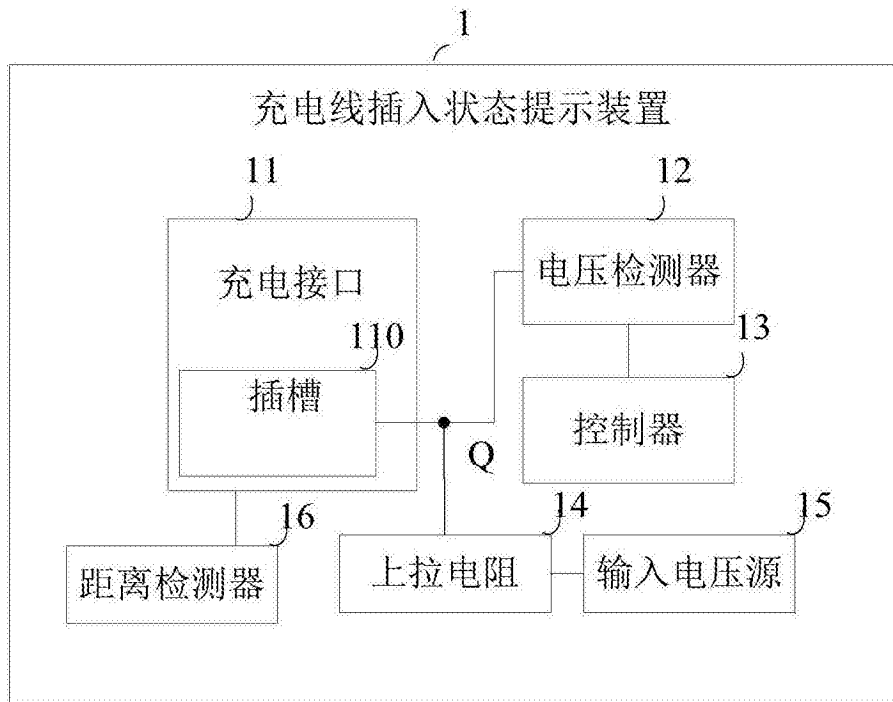 1
充电线插入状态提示装置
11
12
充电接口
电压检测器
110
13
插槽
控制器
Q
16
14
15
距离检测器
上拉电阻
输入电压源